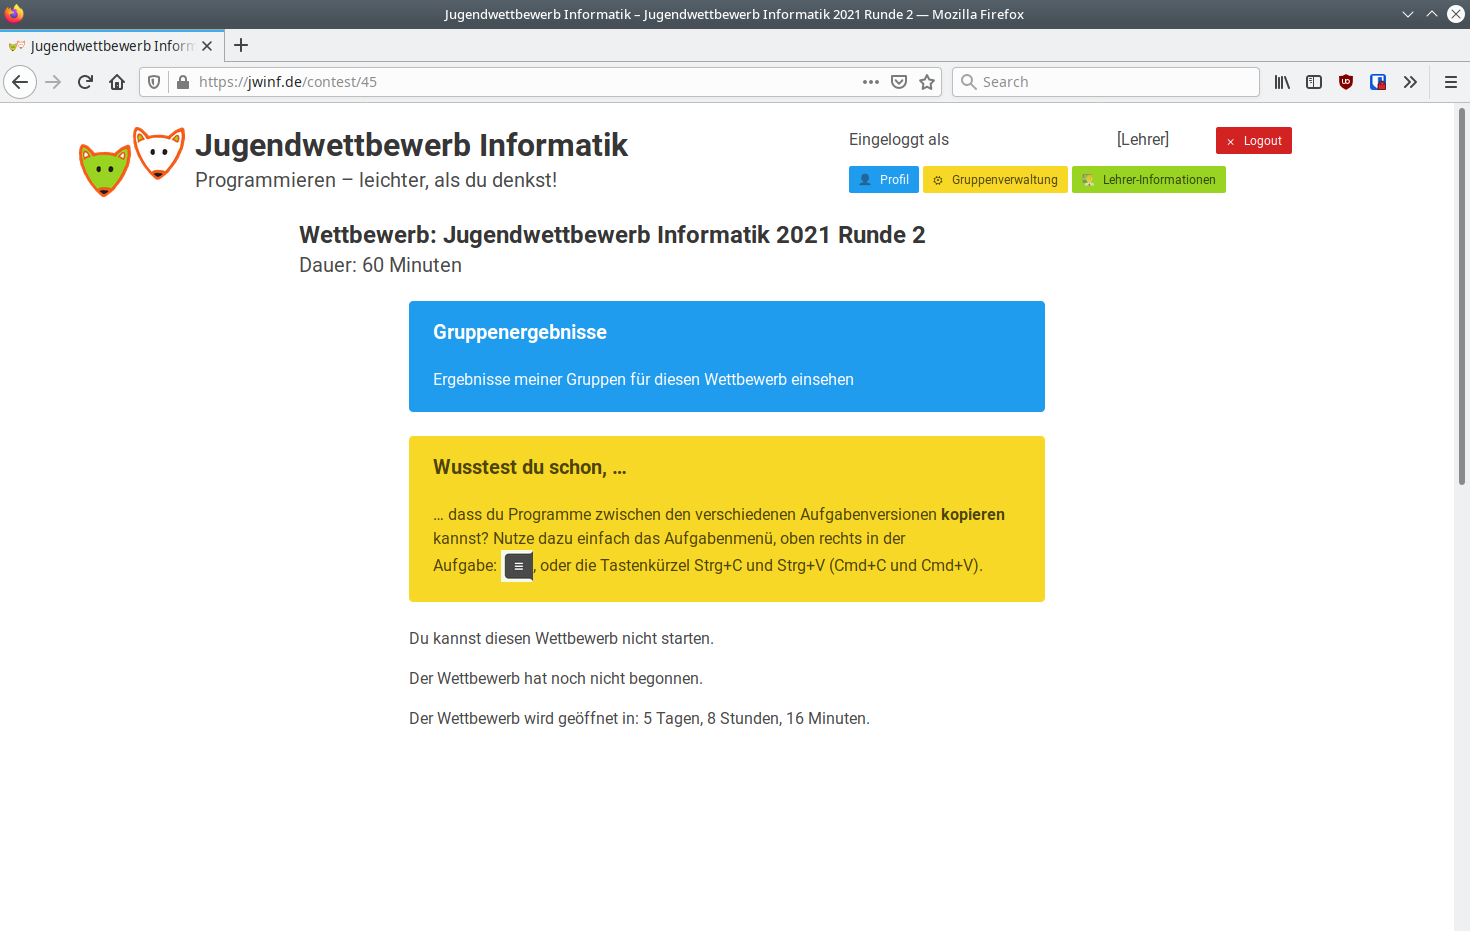 Jugendwettbewerb Informatik – Jugendwettbewerb Informatik 2021 Runde 2 — Mozilla Firefox
Jugendwettbewerb Inform
https://jwinf.de/contest/45
Search
Jugendwettbewerb Informatik
Programmieren – leichter, als du denkst!
Eingeloggt als [Lehrer] × Logout
Profil Gruppenverwaltung Lehrer-Informationen
Wettbewerb: Jugendwettbewerb Informatik 2021 Runde 2
Dauer: 60 Minuten
Gruppenergebnisse
Ergebnisse meiner Gruppen für diesen Wettbewerb einsehen
Wusstest du schon, ...
... dass du Programme zwischen den verschiedenen Aufgabenversionen kopieren
kannst? Nutze dazu einfach das Aufgabenmenü, oben rechts in der
Aufgabe: ≡, oder die Tastenkürzel Strg+C und Strg+V (Cmd+C und Cmd+V).
Du kannst diesen Wettbewerb nicht starten.
Der Wettbewerb hat noch nicht begonnen.
Der Wettbewerb wird geöffnet in: 5 Tagen, 8 Stunden, 16 Minuten.